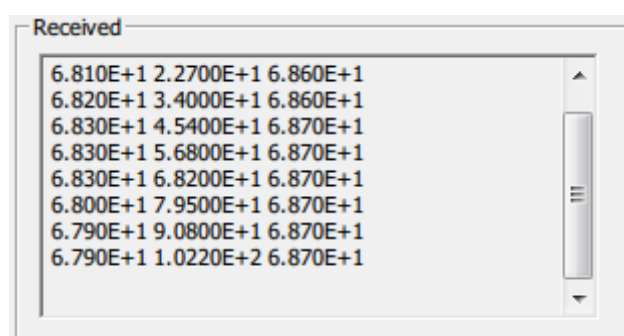 Received
6.810E+1 2.2700E+1 6.860E+1
6.820E+1 3.4000E+1 6.860E+1
6.830E+1 4.5400E+1 6.870E+1
6.830E+1 5.6800E+1 6.870E+1
6.830E+1 6.8200E+1 6.870E+1
6.800E+1 7.9500E+1 6.870E+1
6.790E+1 9.0800E+1 6.870E+1
6.790E+1 1.0220E+2 6.870E+1